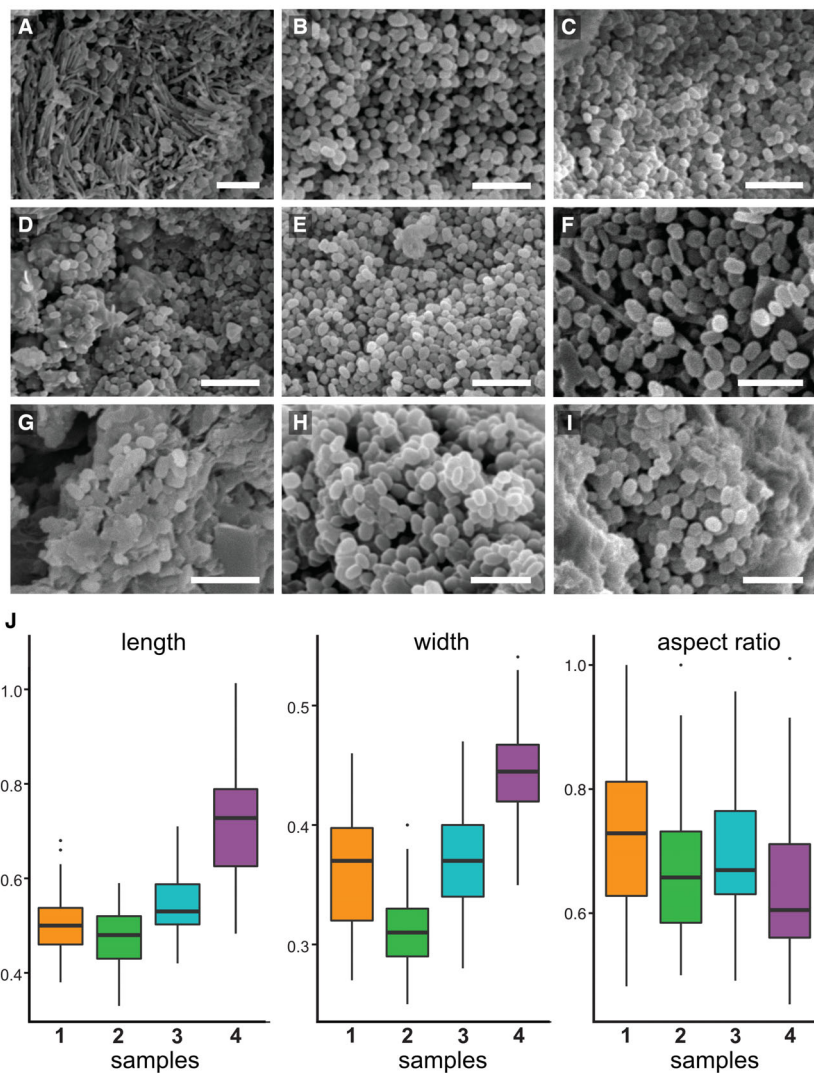 A
B
C
D
E
F
G
H
I
J
length
width
aspect ratio
1.0
0.8
0.6
0.4
0.5
0.4
0.3
1.0
0.8
0.6
1 2 3 4
1 2 3 4
1 2 3 4
samples
samples
samples